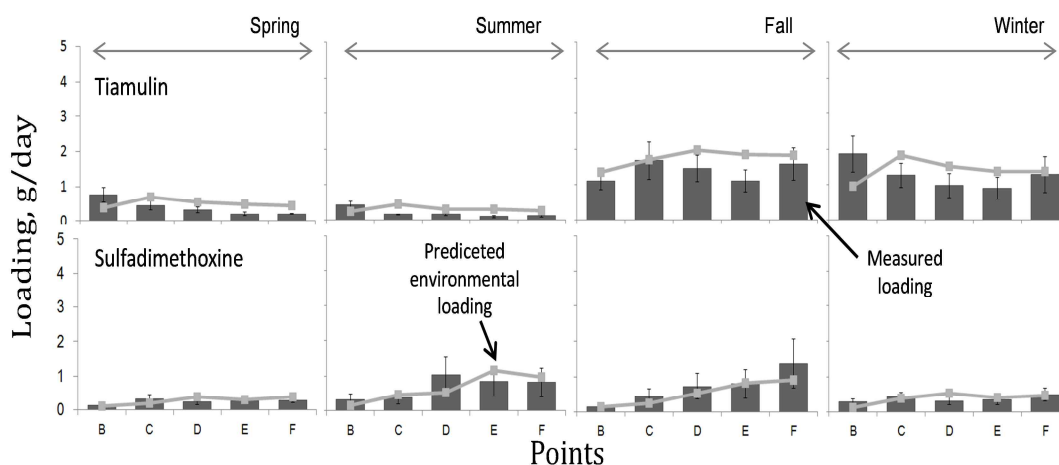 Spring
Summer
Fall
Winter
Loading, g/day
5
4
3
2
1
0
Tiamulin
5
4
3
2
1
0
Sulfadimethoxine
Prediceted
environmental
loading
Measured
loading
B C D E F
B C D E F
B C D E F
B C D E F
Points